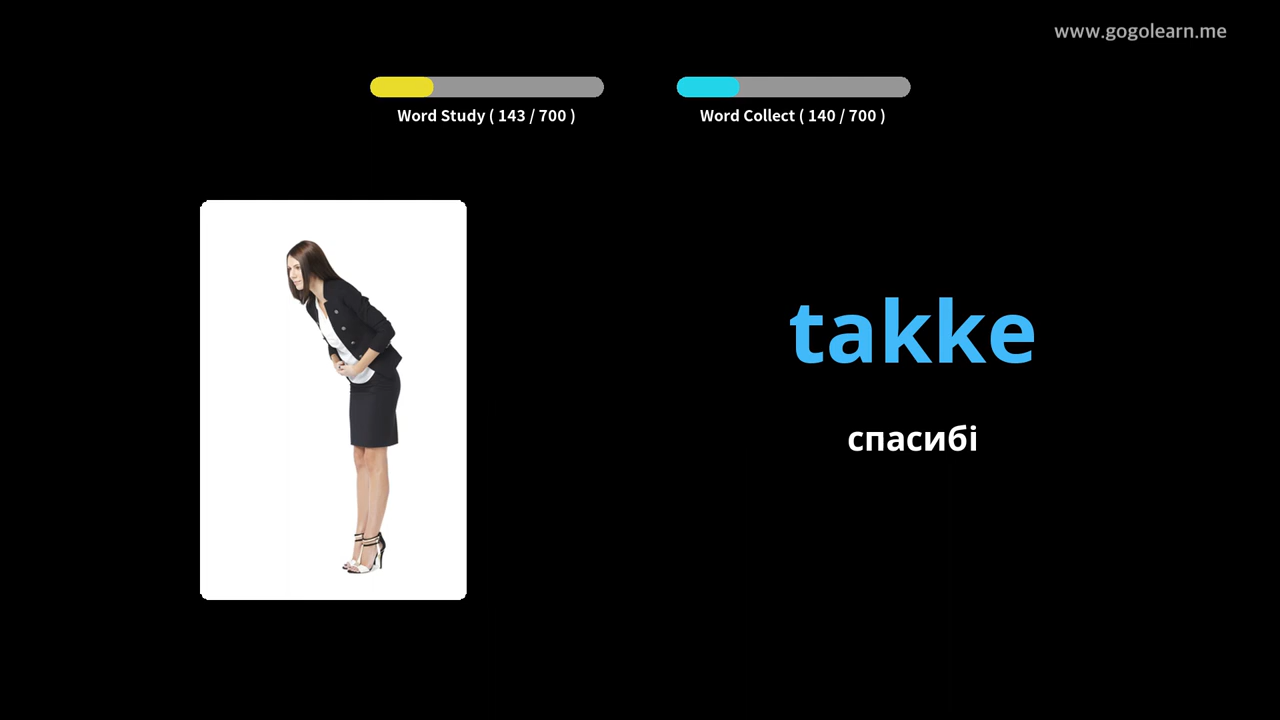 www.gogolearn.me
Word Study ( 143 / 700 )
Word Collect ( 140 / 700 )
takke
спасибі